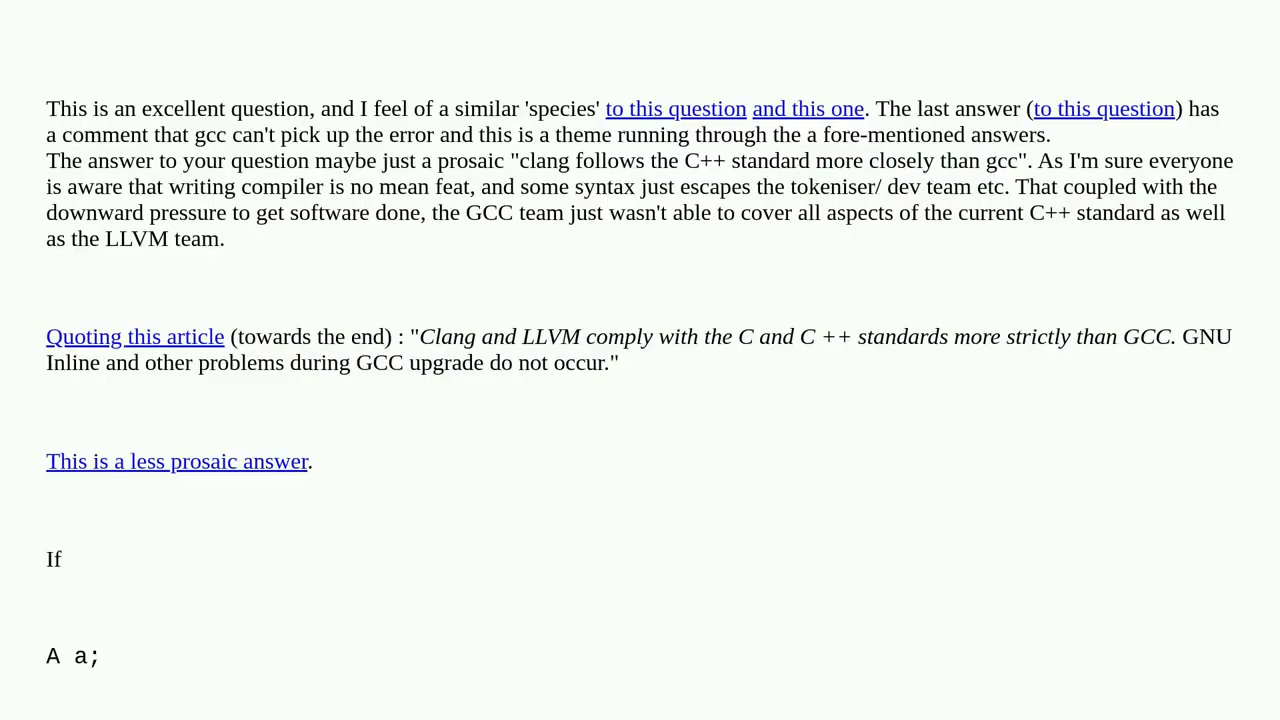 This is an excellent question, and I feel of a similar 'species' to this question and this one. The last answer (to this question) has
a comment that gcc can't pick up the error and this is a theme running through the a fore-mentioned answers.
The answer to your question maybe just a prosaic "clang follows the C++ standard more closely than gcc". As I'm sure everyone
is aware that writing compiler is no mean feat, and some syntax just escapes the tokeniser/ dev team etc. That coupled with the
downward pressure to get software done, the GCC team just wasn't able to cover all aspects of the current C++ standard as well
as the LLVM team.
Quoting this article (towards the end) : "Clang and LLVM comply with the C and C ++ standards more strictly than GCC. GNU
Inline and other problems during GCC upgrade do not occur."
This is a less prosaic answer.
If
A a;